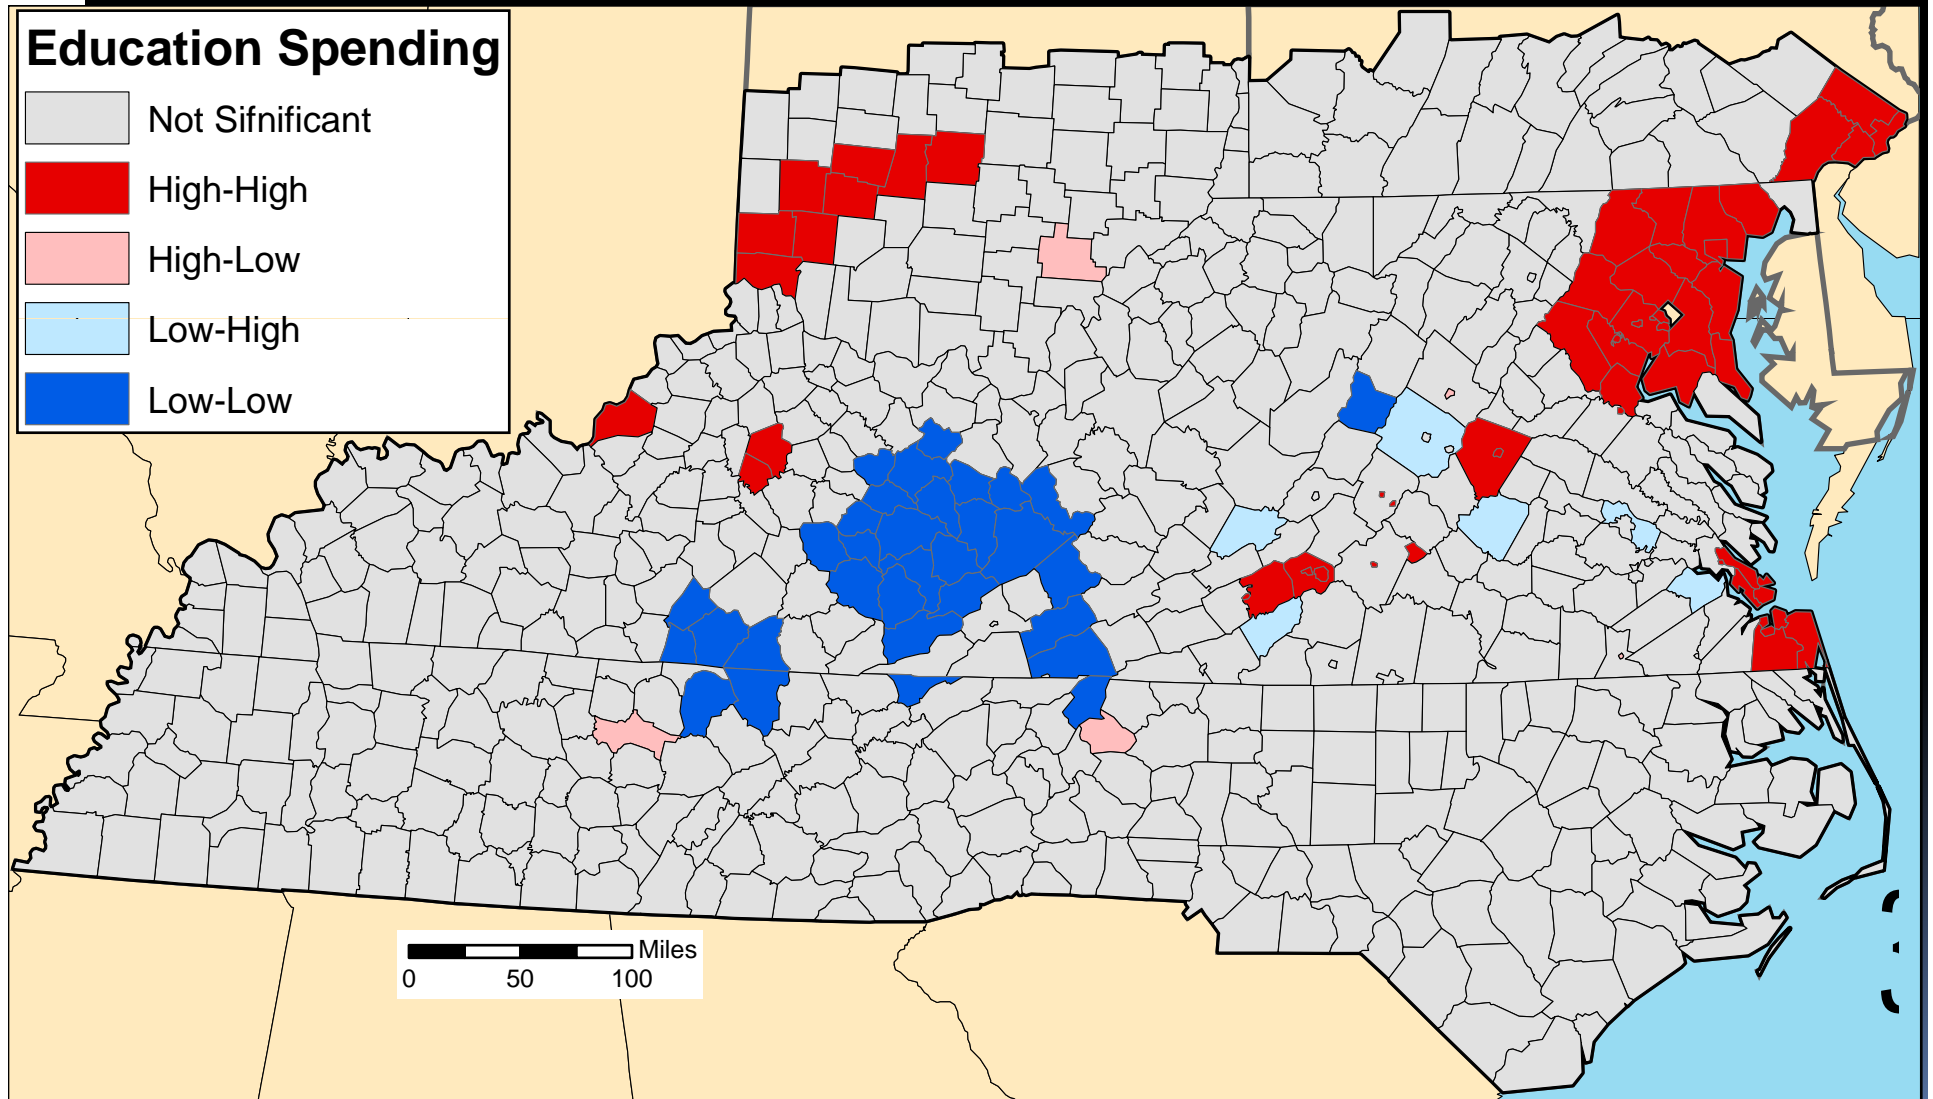 Education Spending
Not Sifnificant
High-High
High-Low
Low-High
Low-Low
Miles
0 50 100